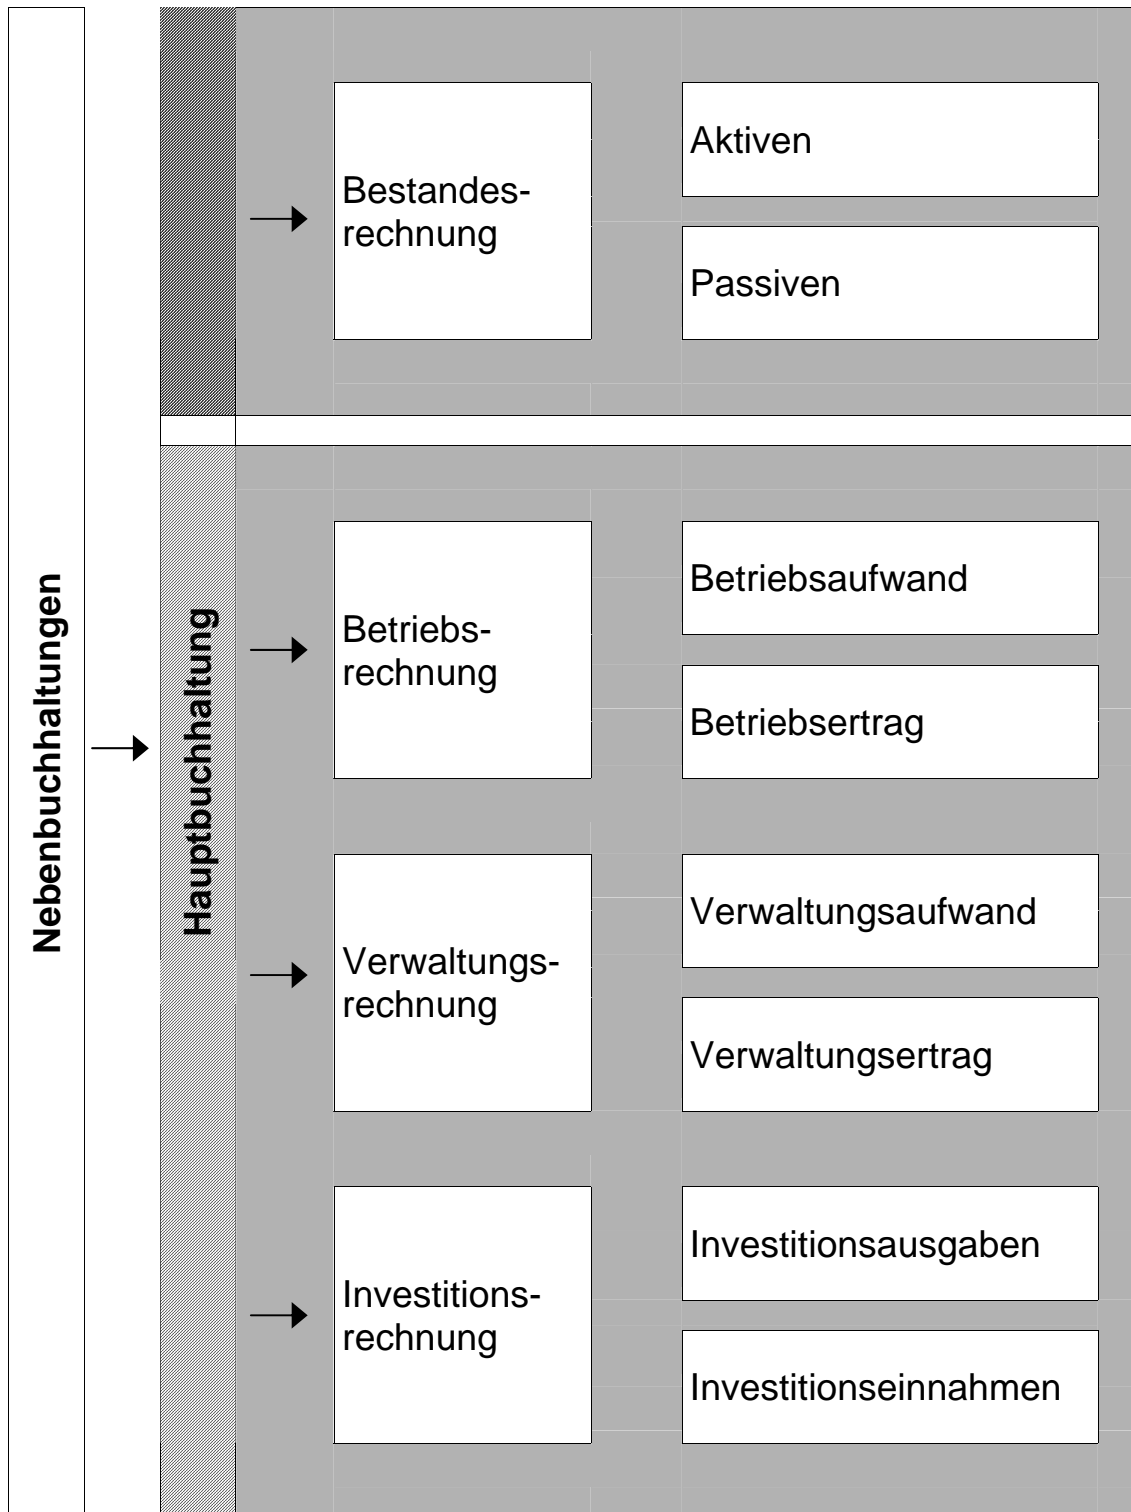 Nebenbuchhaltungen
Hauptbuchhaltung
Bestandes-
rechnung
Aktiven
Passiven
Betriebs-
rechnung
Betriebsaufwand
Betriebsertrag
Verwaltungs-
rechnung
Verwaltungsaufwand
Verwaltungsertrag
Investitions-
rechnung
Investitionsausgaben
Investitionseinnahmen